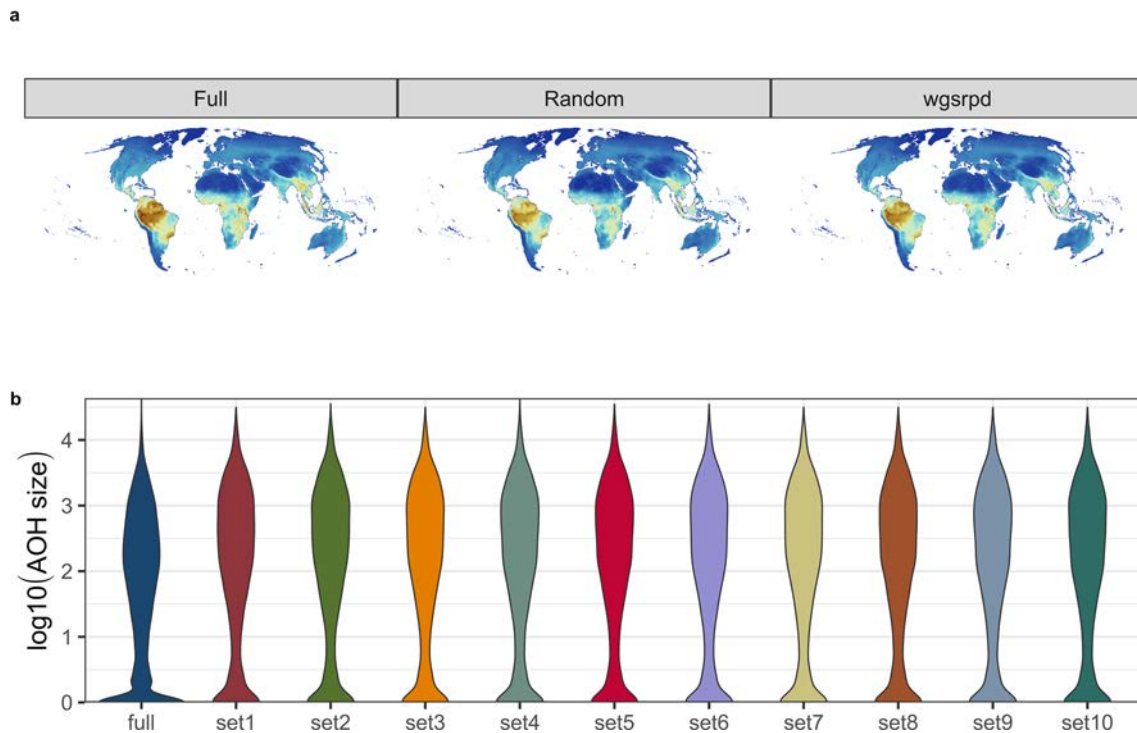 a
Full Random wgsrpd
b
log10(AOH size)
4
3
2
1
0
full set1 set2 set3 set4 set5 set6 set7 set8 set9 set10